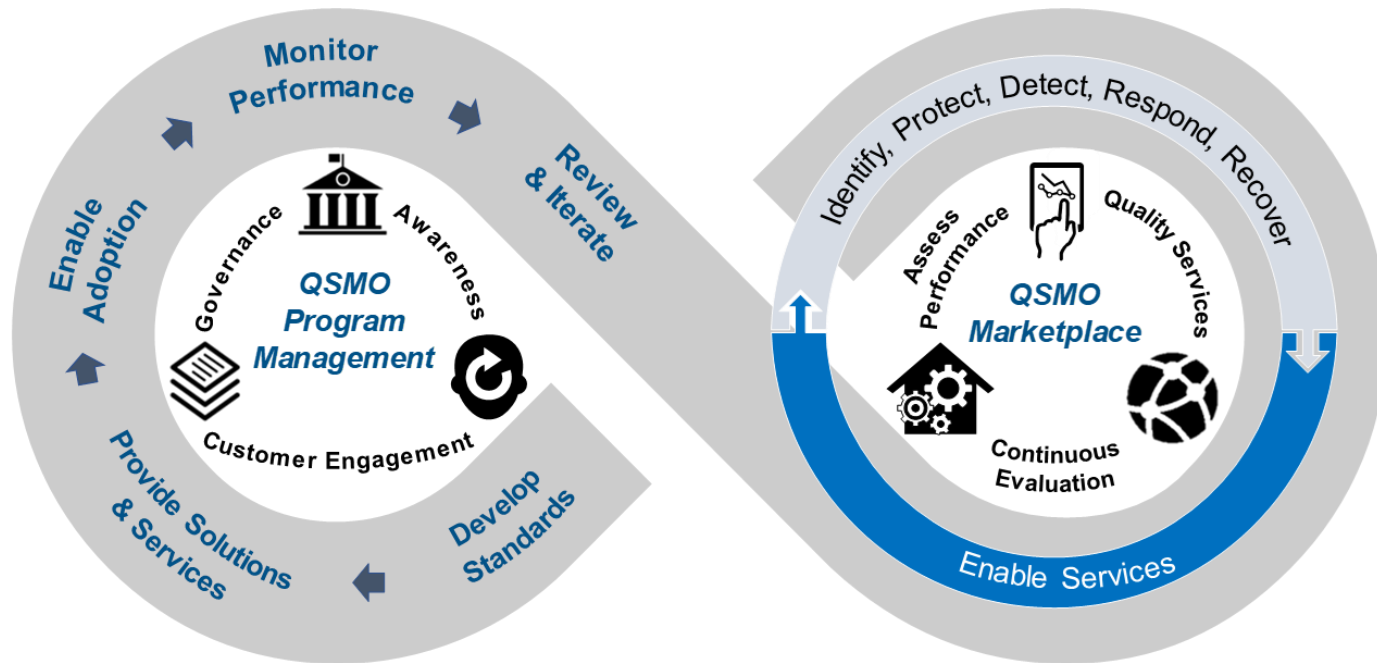 Monitor
Performance
Review
& Iterate
Enable
Adoption
Provide Solutions
& Services
Develop
Standards
Governance
Awareness
Customer Engagement
QSMO
Program
Management
Identify, Protect, Detect, Respond, Recover
Assess
Performance
Quality Services
QSMO
Marketplace
Continuous
Evaluation
Enable Services